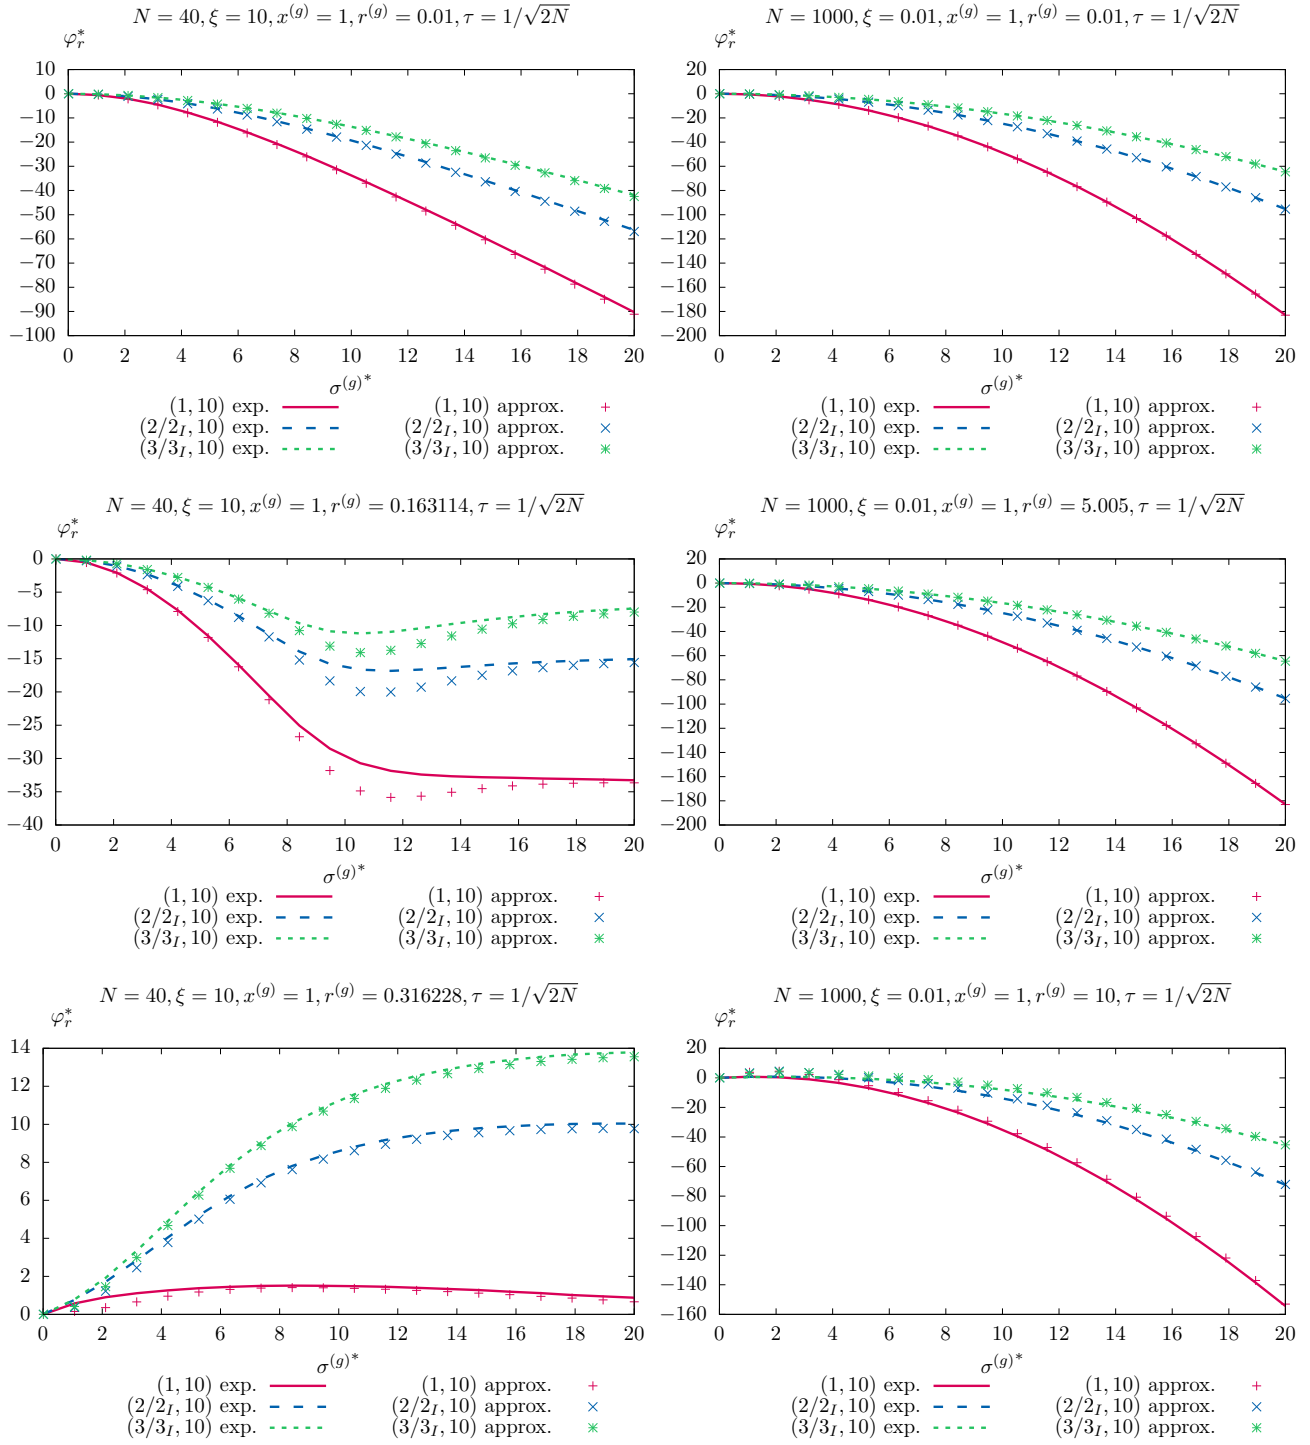 N = 40, ξ = 10, x^(g) = 1, r^(g) = 0.01, τ = 1/√2N
φ_r^*
10
0
−10
−20
−30
−40
−50
−60
−70
−80
−90
−100
0 2 4 6 8 10 12 14 16 18 20
σ^(g)*
(1, 10) exp. (1, 10) approx.
(2/2_I, 10) exp. (2/2_I, 10) approx.
(3/3_I, 10) exp. (3/3_I, 10) approx.
N = 1000, ξ = 0.01, x^(g) = 1, r^(g) = 0.01, τ = 1/√2N
φ_r^*
20
0
−20
−40
−60
−80
−100
−120
−140
−160
−180
−200
0 2 4 6 8 10 12 14 16 18 20
σ^(g)*
(1, 10) exp. (1, 10) approx.
(2/2_I, 10) exp. (2/2_I, 10) approx.
(3/3_I, 10) exp. (3/3_I, 10) approx.
N = 40, ξ = 10, x^(g) = 1, r^(g) = 0.163114, τ = 1/√2N
φ_r^*
0
−5
−10
−15
−20
−25
−30
−35
−40
0 2 4 6 8 10 12 14 16 18 20
σ^(g)*
(1, 10) exp. (1, 10) approx.
(2/2_I, 10) exp. (2/2_I, 10) approx.
(3/3_I, 10) exp. (3/3_I, 10) approx.
N = 1000, ξ = 0.01, x^(g) = 1, r^(g) = 5.005, τ = 1/√2N
φ_r^*
20
0
−20
−40
−60
−80
−100
−120
−140
−160
−180
−200
0 2 4 6 8 10 12 14 16 18 20
σ^(g)*
(1, 10) exp. (1, 10) approx.
(2/2_I, 10) exp. (2/2_I, 10) approx.
(3/3_I, 10) exp. (3/3_I, 10) approx.
N = 40, ξ = 10, x^(g) = 1, r^(g) = 0.316228, τ = 1/√2N
φ_r^*
14
12
10
8
6
4
2
0
0 2 4 6 8 10 12 14 16 18 20
σ^(g)*
(1, 10) exp. (1, 10) approx.
(2/2_I, 10) exp. (2/2_I, 10) approx.
(3/3_I, 10) exp. (3/3_I, 10) approx.
N = 1000, ξ = 0.01, x^(g) = 1, r^(g) = 10, τ = 1/√2N
φ_r^*
20
0
−20
−40
−60
−80
−100
−120
−140
−160
0 2 4 6 8 10 12 14 16 18 20
σ^(g)*
(1, 10) exp. (1, 10) approx.
(2/2_I, 10) exp. (2/2_I, 10) approx.
(3/3_I, 10) exp. (3/3_I, 10) approx.